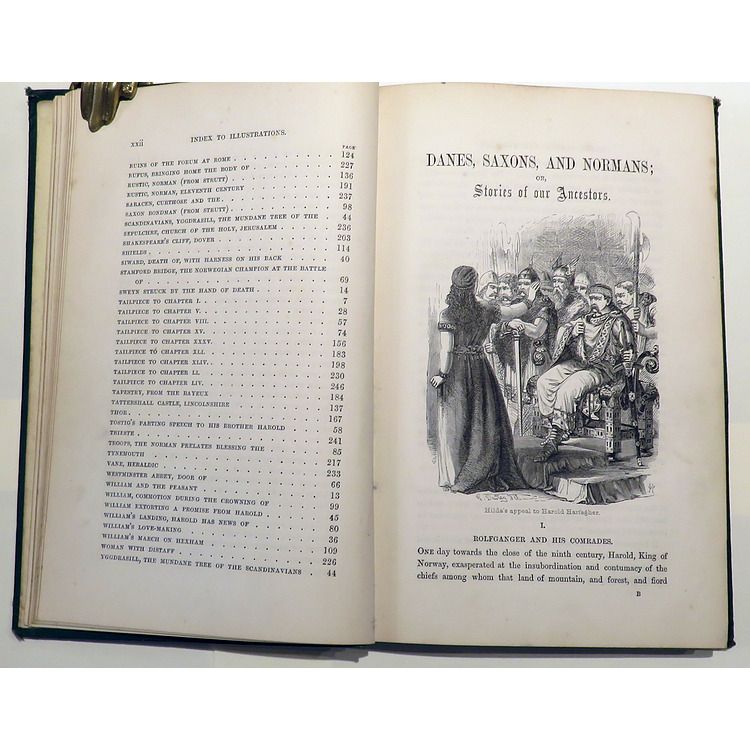 xxii INDEX TO ILLUSTRATIONS.
PAGE
RUINS OF THE FORUM AT ROME 124
RUFUS, BRINGING HOME THE BODY OF 227
RUSTIC, NORMAN (FROM STRUTT) 136
RUSTIC, NORMAN, ELEVENTH CENTURY 191
SARACEN, CURTHOSE AND THE 237
SAXON BONDMAN (FROM STRUTT) 98
SCANDINAVIANS, YGGDRASILL, THE MUNDANE TREE OF THE 44
SEPULCHRE, CHURCH OF THE HOLY, JERUSALEM 236
SHAKESPEARE'S CLIFF, DOVER 203
SHIELDS 114
SIWARD, DEATH OF, WITH HARNESS ON HIS BACK 40
STAMFORD BRIDGE, THE NORWEGIAN CHAMPION AT THE BATTLE
OF 69
SWEYN STRUCK BY THE HAND OF DEATH 14
TAILPIECE TO CHAPTER I. 7
TAILPIECE TO CHAPTER V. 28
TAILPIECE TO CHAPTER VIII. 57
TAILPIECE TO CHAPTER XV. 74
TAILPIECE TO CHAPTER XXXV. 156
TAILPIECE TO CHAPTER XLI. 183
TAILPIECE TO CHAPTER XLIV. 198
TAILPIECE TO CHAPTER LI. 230
TAILPIECE TO CHAPTER LIV. 246
TAPESTRY, FROM THE BAYEUX 184
TATTERSHALL CASTLE, LINCOLNSHIRE 137
THOR 167
TOSTIG'S PARTING SPEECH TO HIS BROTHER HAROLD 58
TRIESTE 241
TROOPS, THE NORMAN PRELATES BLESSING THE 85
TYNEMOUTH 217
VANE, HERALDIC 233
WESTMINSTER ABBEY, DOOR OF 66
WILLIAM AND THE PEASANT 13
WILLIAM, COMMOTION DURING THE CROWNING OF 99
WILLIAM EXTORTING A PROMISE FROM HAROLD 45
WILLIAM'S LANDING, HAROLD HAS NEWS OF 80
WILLIAM'S LOVE-MAKING 36
WILLIAM'S MARCH ON HEXHAM 109
WOMAN WITH DISTAFF 226
YGGDRASILL, THE MUNDANE TREE OF THE SCANDINAVIANS 44
DANES, SAXONS, AND NORMANS;
OR,
Stories of our Ancestors.
Hilda's appeal to Harold Harfagher.
I.
ROLFGANGER AND HIS COMRADES.
ONE day towards the close of the ninth century, Harold, King of
Norway, exasperated at the insubordination and contumacy of the
chiefs among whom that land of mountain, and forest, and fiord
B